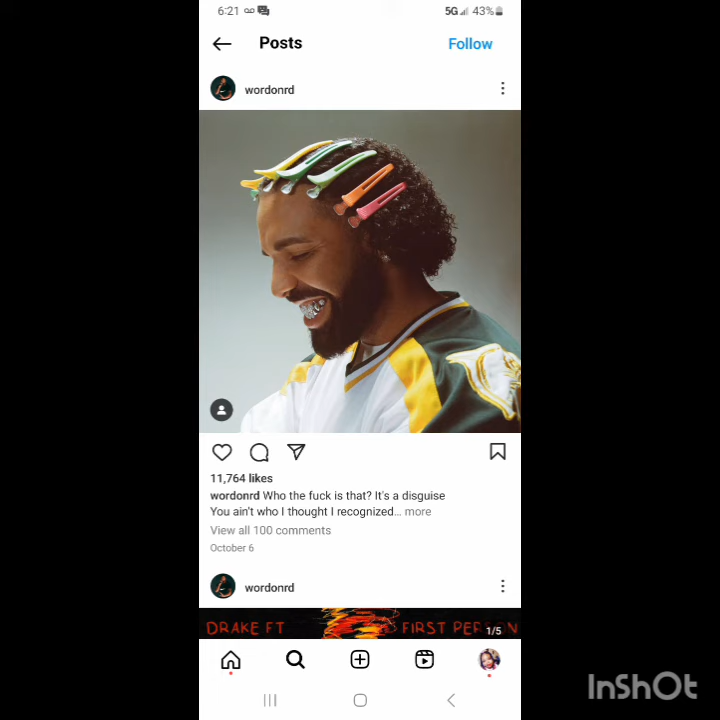 6:21
5G 43%
Posts
Follow
wordonrd
11,764 likes
wordonrd Who the fuck is that? It's a disguise
You ain't who I thought I recognized... more
View all 100 comments
October 6
wordonrd
DRAKE FT FIRST PER N
1/5
InShOt